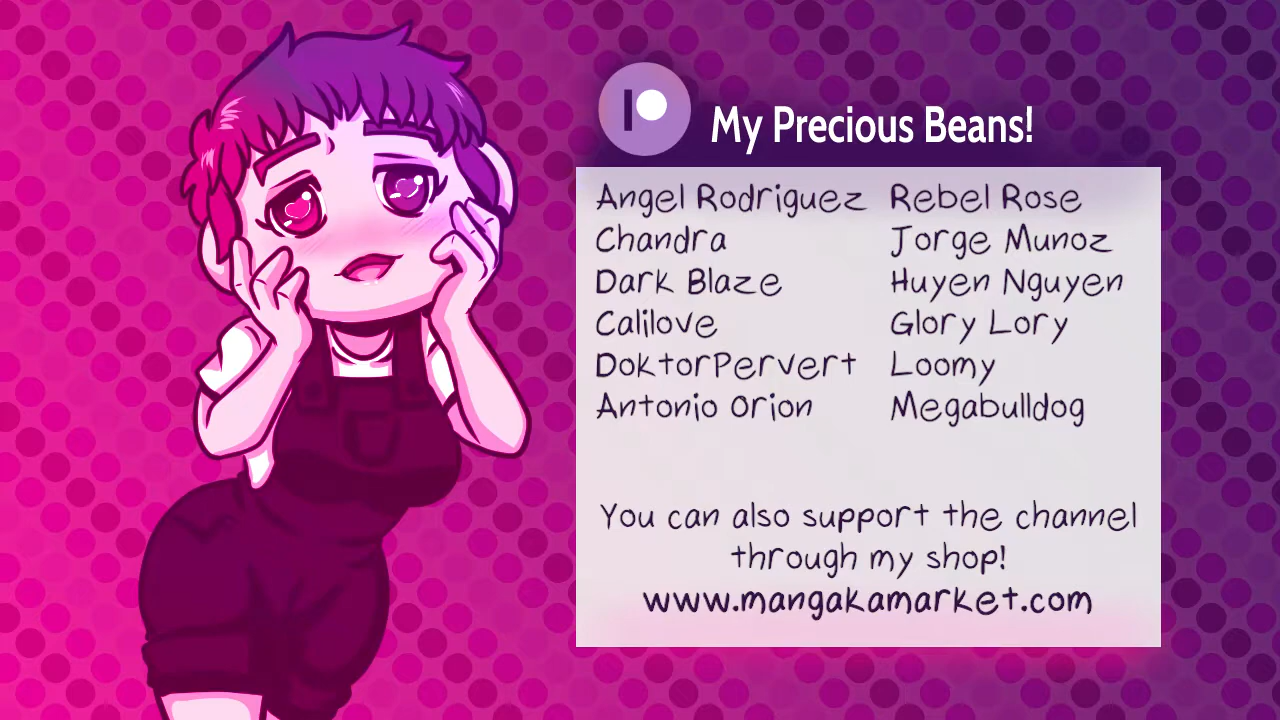 My Precious Beans!
Angel Rodriguez
Chandra
Dark Blaze
Calilove
DoktorPervert
Antonio Orion
Rebel Rose
Jorge Munoz
Huyen Nguyen
Glory Lory
Loomy
Megabulldog
You can also support the channel
through my shop!
www.mangakamarket.com